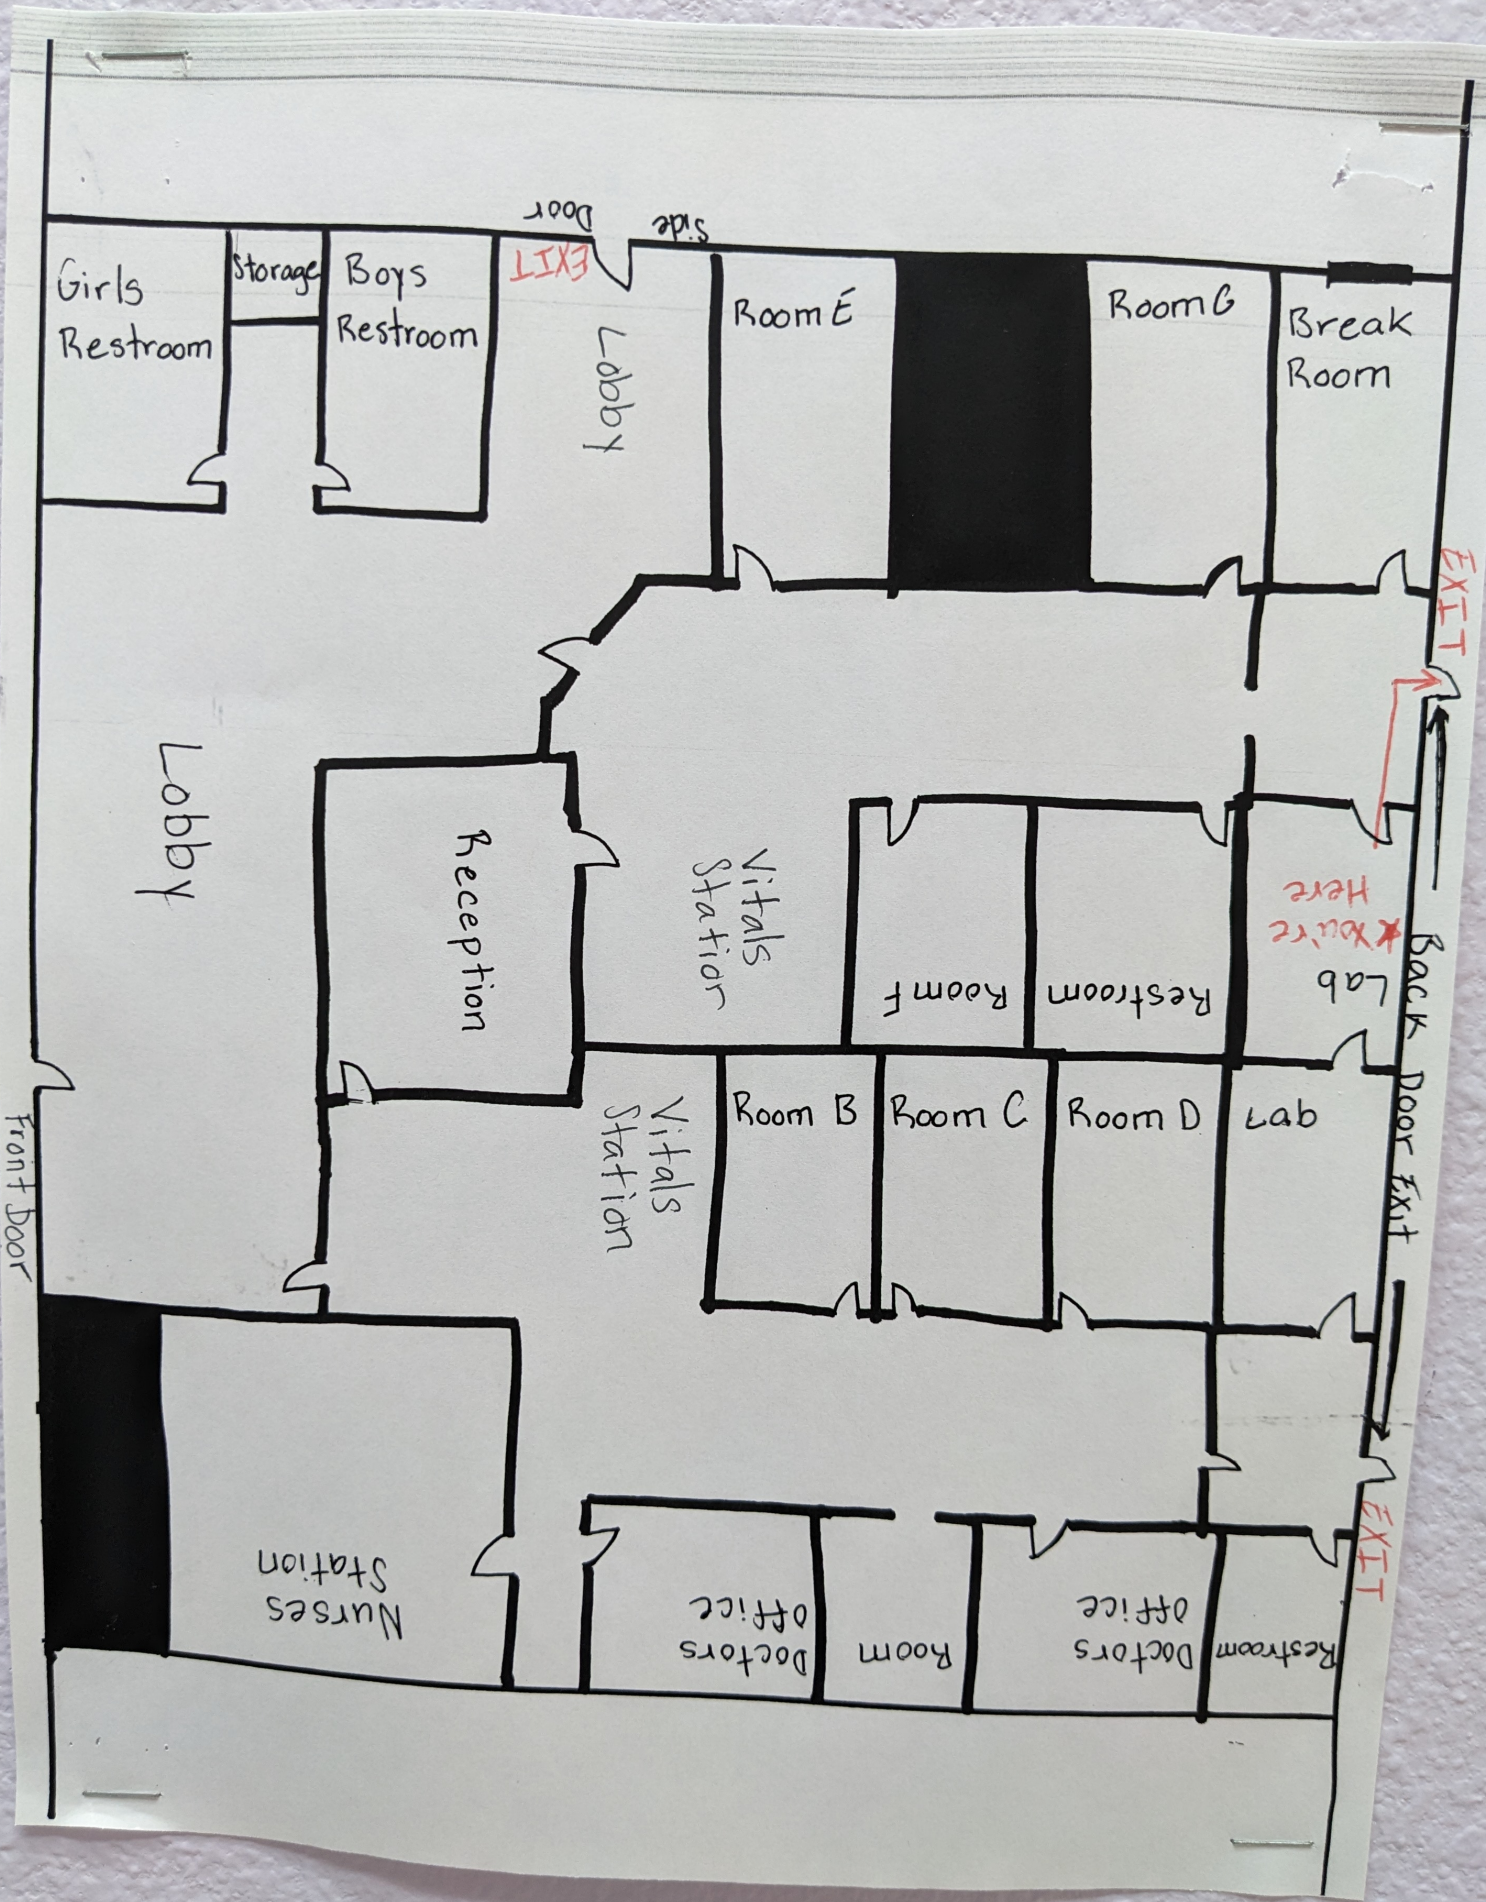 Side
Door
EXIT
Girls
Restroom
Storage
Boys
Restroom
Lobby
Room E
Room G
Break
Room
EXIT
Lobby
Reception
Vitals
Station
Room F
Restroom
★You're
Here
Lab
Back Door Exit
Front Door
Vitals
Station
Room B
Room C
Room D
Lab
Nurses
Station
Doctors
Office
Room
Doctors
Office
Restroom
EXIT